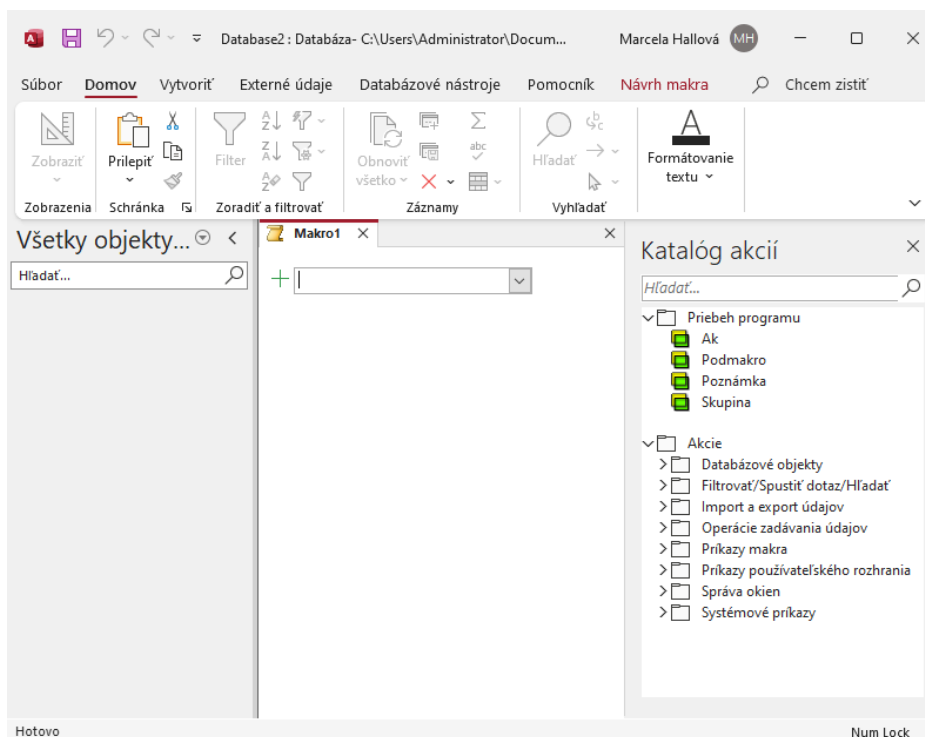 Database2 : Databáza- C:\Users\Administrator\Docum...
Marcela Hallová MH
Súbor Domov Vytvoriť Externé údaje Databázové nástroje Pomocník Návrh makra Chcem zistiť
Zobraziť
Prilepiť
Filter
Obnoviť
všetko
abc
Hľadať
Formátovanie
textu
Zobrazenia Schránka Zoradiť a filtrovať Záznamy Vyhľadať
Všetky objekty...
Hľadať...
Makro1
Katalóg akcií
Hľadať...
Priebeh programu
Ak
Podmakro
Poznámka
Skupina
Akcie
Databázové objekty
Filtrovať/Spustiť dotaz/Hľadať
Import a export údajov
Operácie zadávania údajov
Príkazy makra
Príkazy používateľského rozhrania
Správa okien
Systémové príkazy
Hotovo
Num Lock